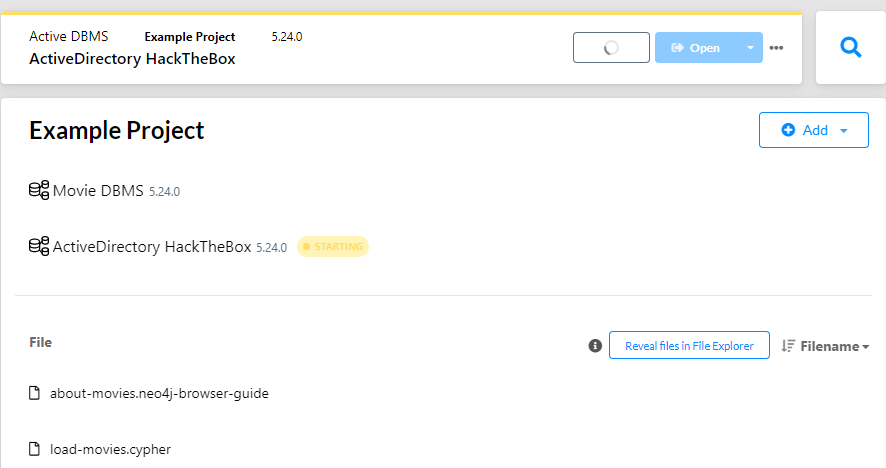 Active DBMS Example Project 5.24.0
ActiveDirectory HackTheBox
Open
Example Project
Add
Movie DBMS 5.24.0
ActiveDirectory HackTheBox 5.24.0 STARTING
File
Reveal files in File Explorer
Filename
about-movies.neo4j-browser-guide
load-movies.cypher